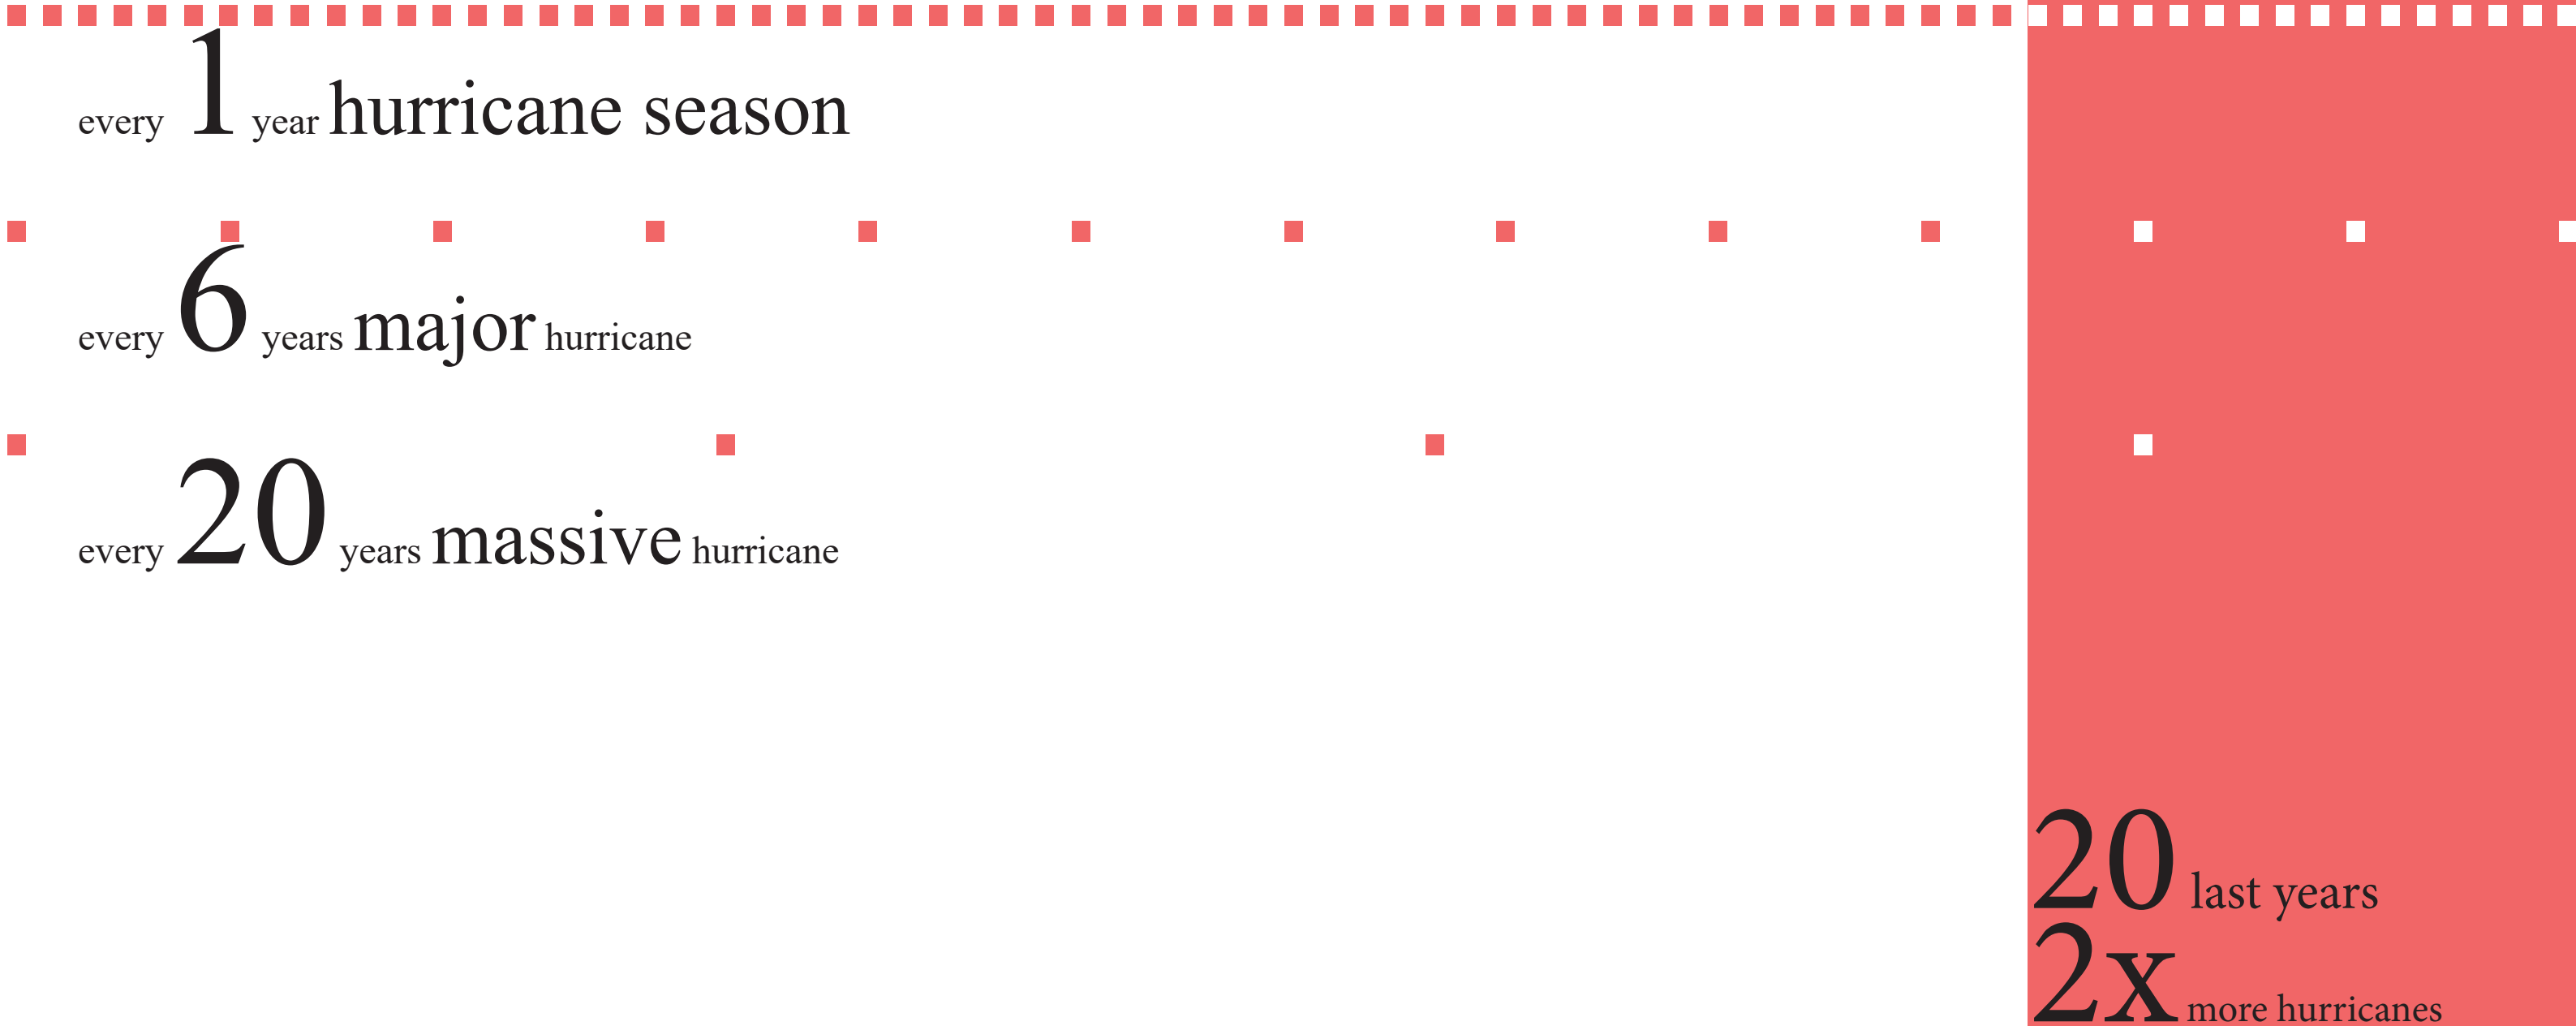 every 1 year hurricane season
every 6 years major hurricane
every 20 years massive hurricane
20 last years
2x more hurricanes